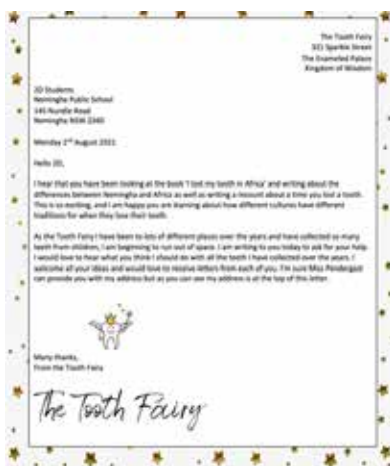 The Tooth Fairy
321 Sparkle Street
The Enameled Palace
Kingdom of Wisdom
2D Students
Nemingha Public School
145 Nundle Road
Nemingha NSW 2340
Monday 2nd August 2021
Hello 2D,
I hear that you have been looking at the book 'I lost my tooth in Africa' and writing about the
differences between Nemingha and Africa as well as writing a recount about a time you lost a tooth.
This is so exciting, and I am happy you are learning about how different cultures have different
traditions for when they lose their tooth.
As the Tooth Fairy I have been to lots of different places over the years and have collected so many
teeth from children, I am beginning to run out of space. I am writing to you today to ask for your help.
I would love to hear what you think I should do with all the teeth I have collected over the years. I
welcome all your ideas and would love to receive letters from each of you. I'm sure Miss Pendergast
can provide you with my address but as you can see my address is at the top of this letter.
Many thanks,
From the Tooth Fairy
The Tooth Fairy